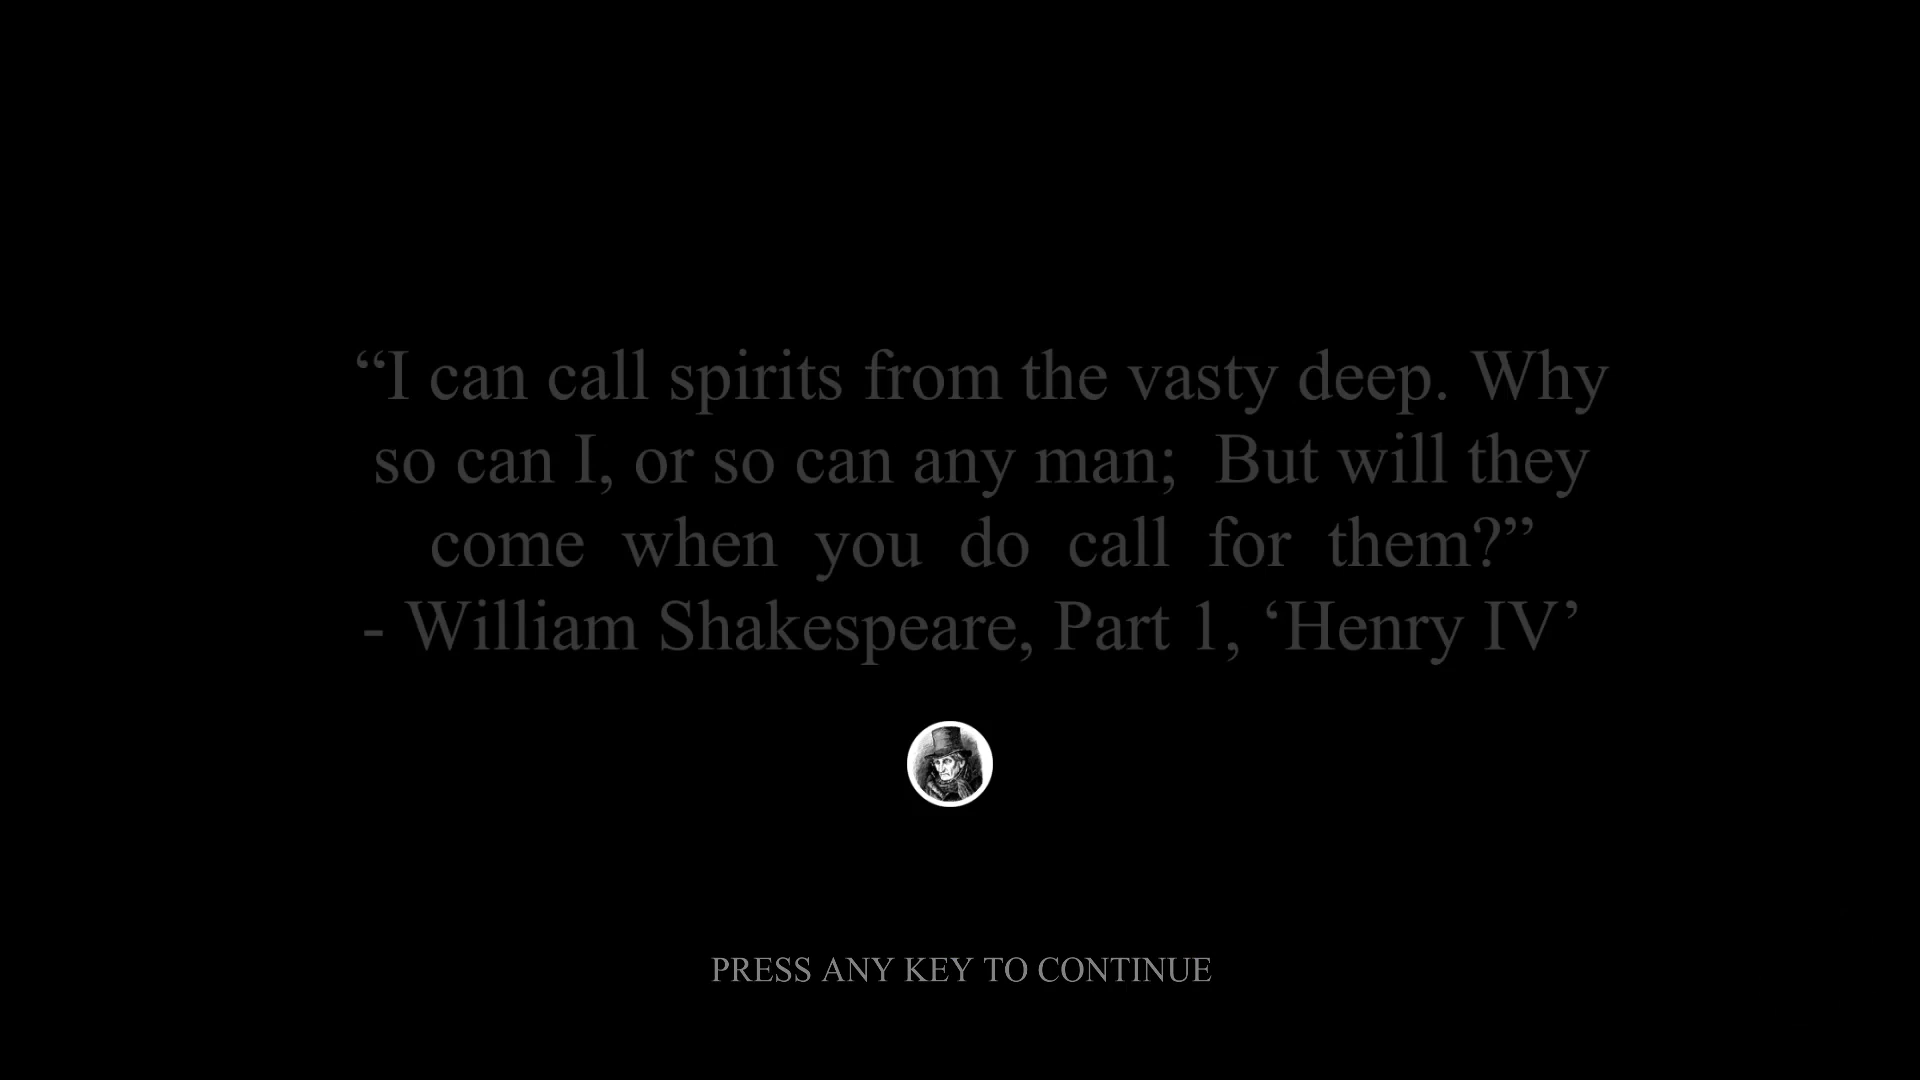 “I can call spirits from the vasty deep. Why
so can I, or so can any man;  But will they
come when you do call for them?”
- William Shakespeare, Part 1, ‘Henry IV’
PRESS ANY KEY TO CONTINUE